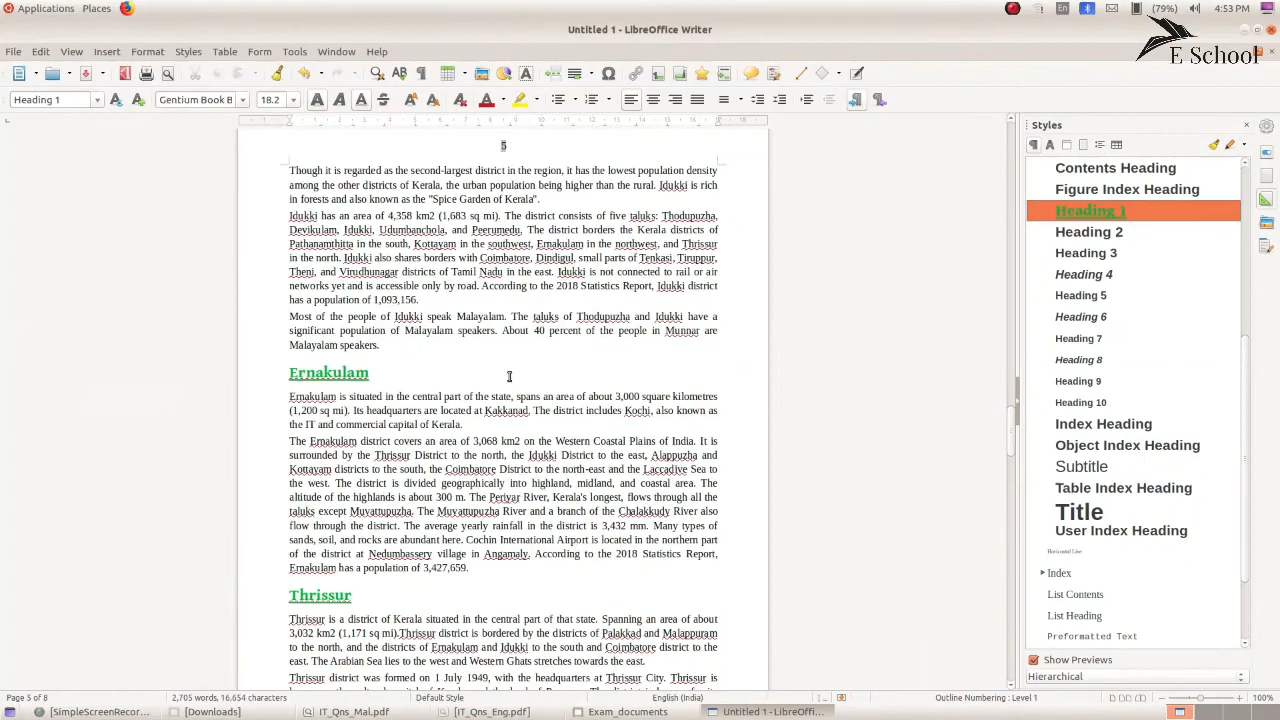 Applications Places En (79%) 4:53 PM
Untitled 1 - LibreOffice Writer
E School
File Edit View Insert Format Styles Table Form Tools Window Help
Heading 1 Gentium Book B 18.2
Styles
5
Though it is regarded as the second-largest district in the region, it has the lowest population density
among the other districts of Kerala, the urban population being higher than the rural. Idukki is rich
in forests and also known as the "Spice Garden of Kerala".
Idukki has an area of 4,358 km2 (1,683 sq mi). The district consists of five taluks: Thodupuzha,
Devikulam, Idukki, Udumbanchola, and Peerumedu. The district borders the Kerala districts of
Pathanamthitta in the south, Kottayam in the southwest, Ernakulam in the northwest, and Thrissur
in the north. Idukki also shares borders with Coimbatore, Dindigul, small parts of Tenkasi, Tiruppur,
Theni, and Virudhunagar districts of Tamil Nadu in the east. Idukki is not connected to rail or air
networks yet and is accessible only by road. According to the 2018 Statistics Report, Idukki district
has a population of 1,093,156.
Most of the people of Idukki speak Malayalam. The taluks of Thodupuzha and Idukki have a
significant population of Malayalam speakers. About 40 percent of the people in Munnar are
Malayalam speakers.
Ernakulam
Ernakulam is situated in the central part of the state, spans an area of about 3,000 square kilometres
(1,200 sq mi). Its headquarters are located at Kakkanad. The district includes Kochi, also known as
the IT and commercial capital of Kerala.
The Ernakulam district covers an area of 3,068 km2 on the Western Coastal Plains of India. It is
surrounded by the Thrissur District to the north, the Idukki District to the east, Alappuzha and
Kottayam districts to the south, the Coimbatore District to the north-east and the Laccadive Sea to
the west. The district is divided geographically into highland, midland, and coastal area. The
altitude of the highlands is about 300 m. The Periyar River, Kerala's longest, flows through all the
taluks except Muvattupuzha. The Muvattupuzha River and a branch of the Chalakkudy River also
flow through the district. The average yearly rainfall in the district is 3,432 mm. Many types of
sands, soil, and rocks are abundant here. Cochin International Airport is located in the northern part
of the district at Nedumbassery village in Angamaly. According to the 2018 Statistics Report,
Ernakulam has a population of 3,427,659.
Thrissur
Thrissur is a district of Kerala situated in the central part of that state. Spanning an area of about
3,032 km2 (1,171 sq mi).Thrissur district is bordered by the districts of Palakkad and Malappuram
to the north, and the districts of Ernakulam and Idukki to the south and Coimbatore district to the
east. The Arabian Sea lies to the west and Western Ghats stretches towards the east.
Thrissur district was formed on 1 July 1949, with the headquarters at Thrissur City. Thrissur is
Contents Heading
Figure Index Heading
Heading 1
Heading 2
Heading 3
Heading 4
Heading 5
Heading 6
Heading 7
Heading 8
Heading 9
Heading 10
Index Heading
Object Index Heading
Subtitle
Table Index Heading
Title
User Index Heading
Horizontal Line
Index
List Contents
List Heading
Preformatted Text
Show Previews
Hierarchical
Page 5 of 8 2,705 words, 16,654 characters Default Style English (India) Outline Numbering: Level 1 100%
[SimpleScreenRec... [Downloads] IT_Qns_Mal.pdf [IT_Qns_Eng.pdf] Exam_documents Untitled 1 - LibreOffi...